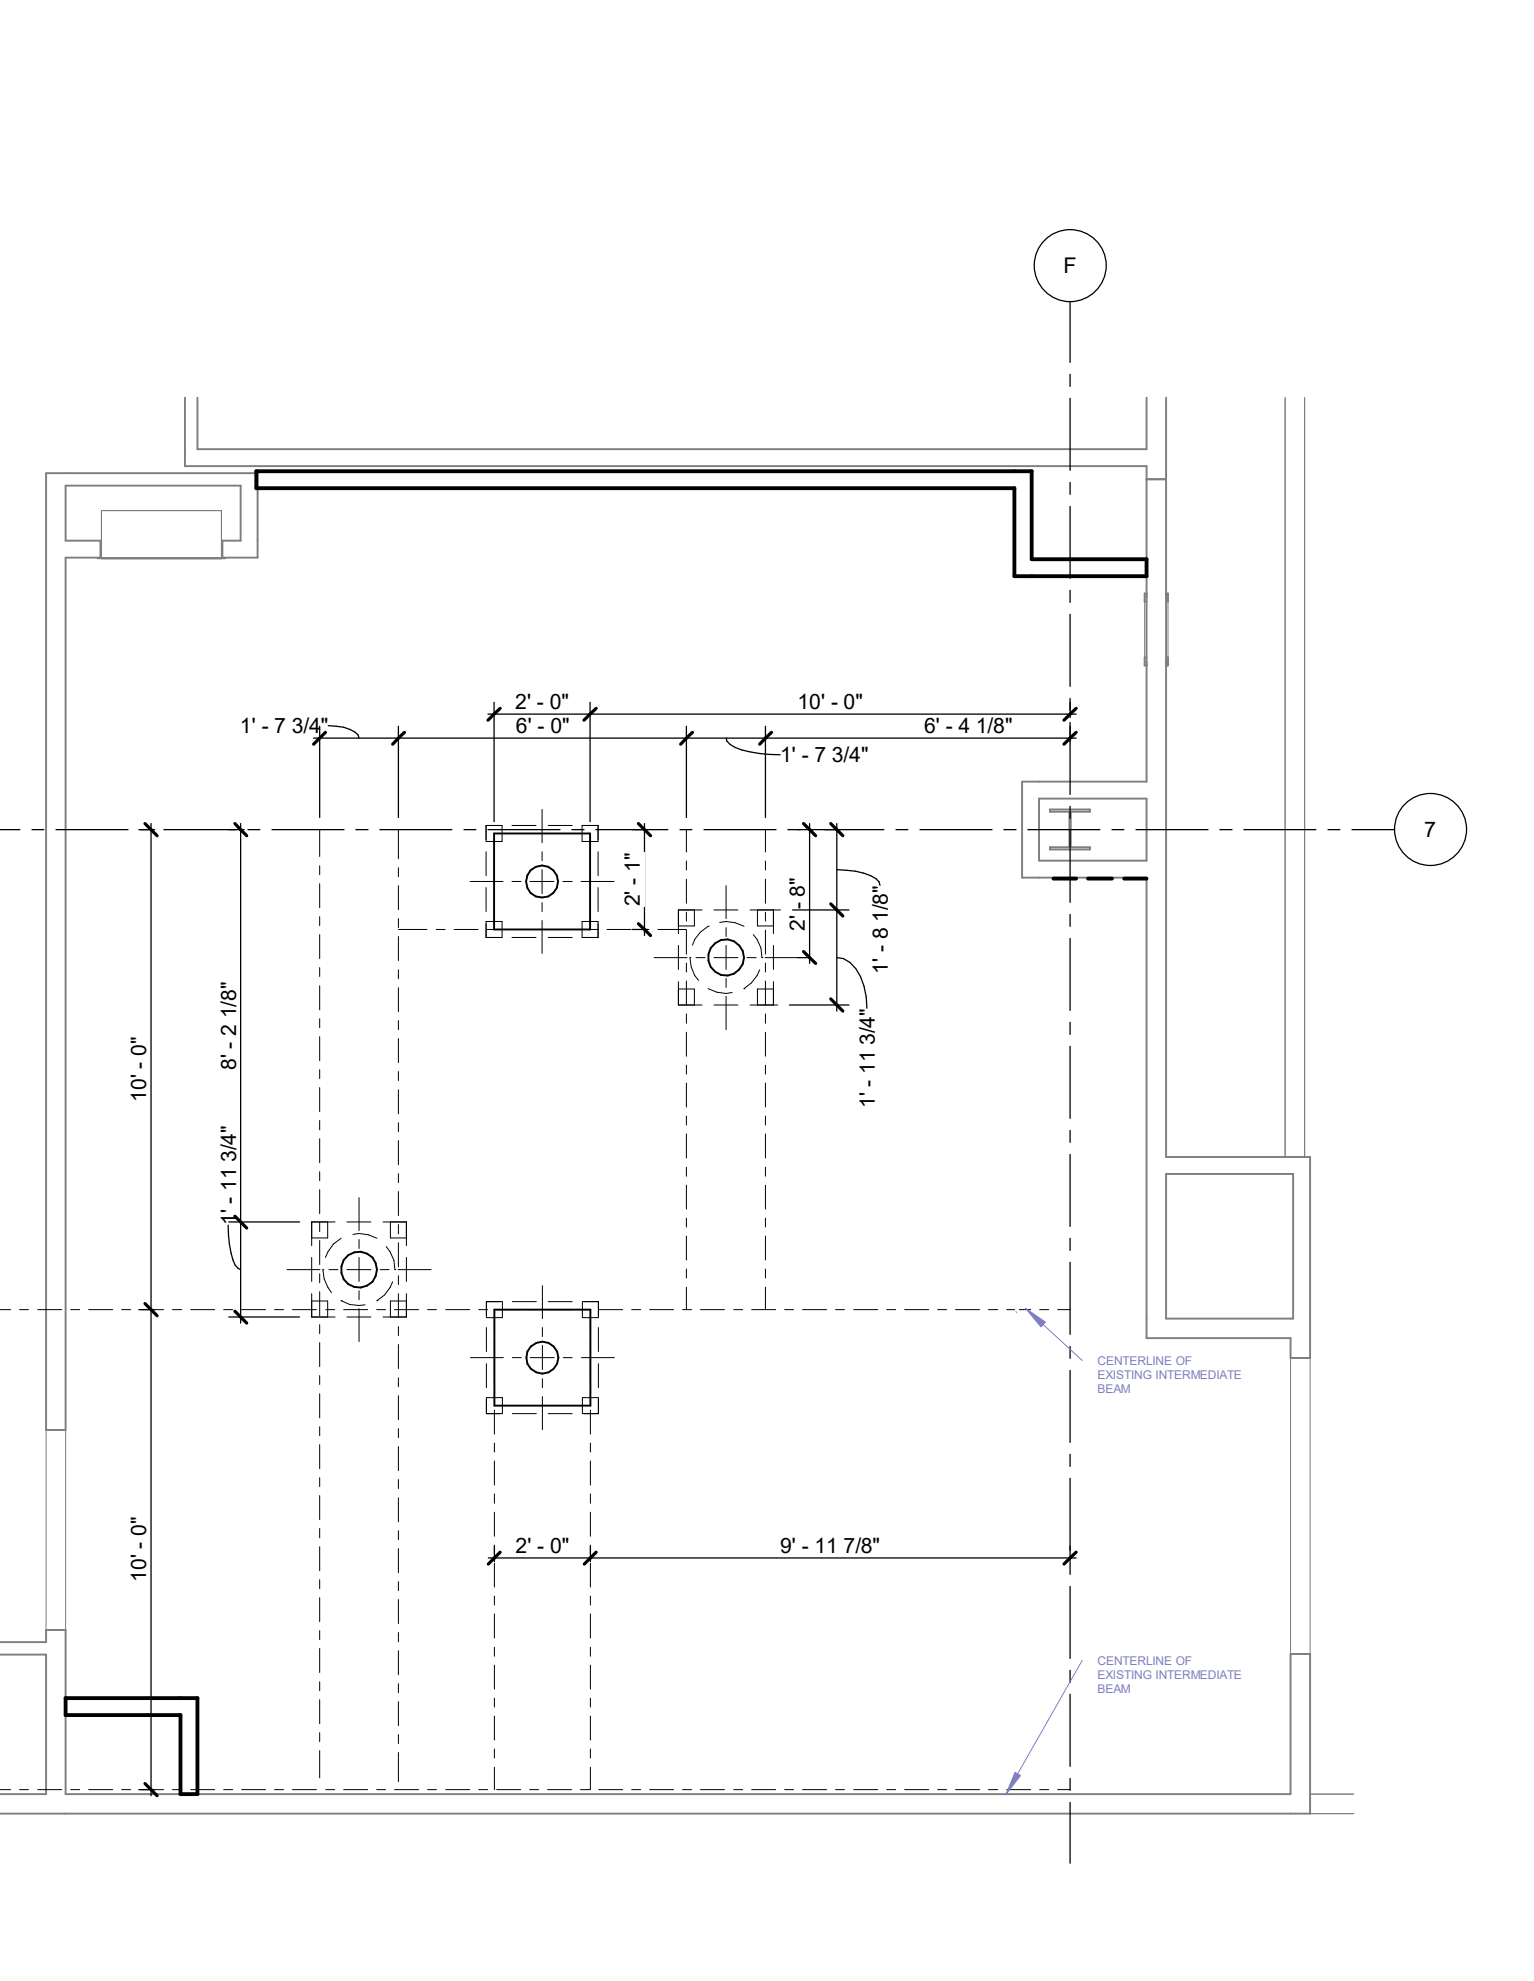 F
2' - 0"
10' - 0"
1' - 7 3/4"
6' - 0"
6' - 4 1/8"
1' - 7 3/4"
7
2' - 1"
2' - 8"
1' - 8 1/8"
8' - 2 1/8"
10' - 0"
1' - 11 3/4"
1' - 11 3/4"
CENTERLINE OF
EXISTING INTERMEDIATE
BEAM
10' - 0"
2' - 0"
9' - 11 7/8"
CENTERLINE OF
EXISTING INTERMEDIATE
BEAM